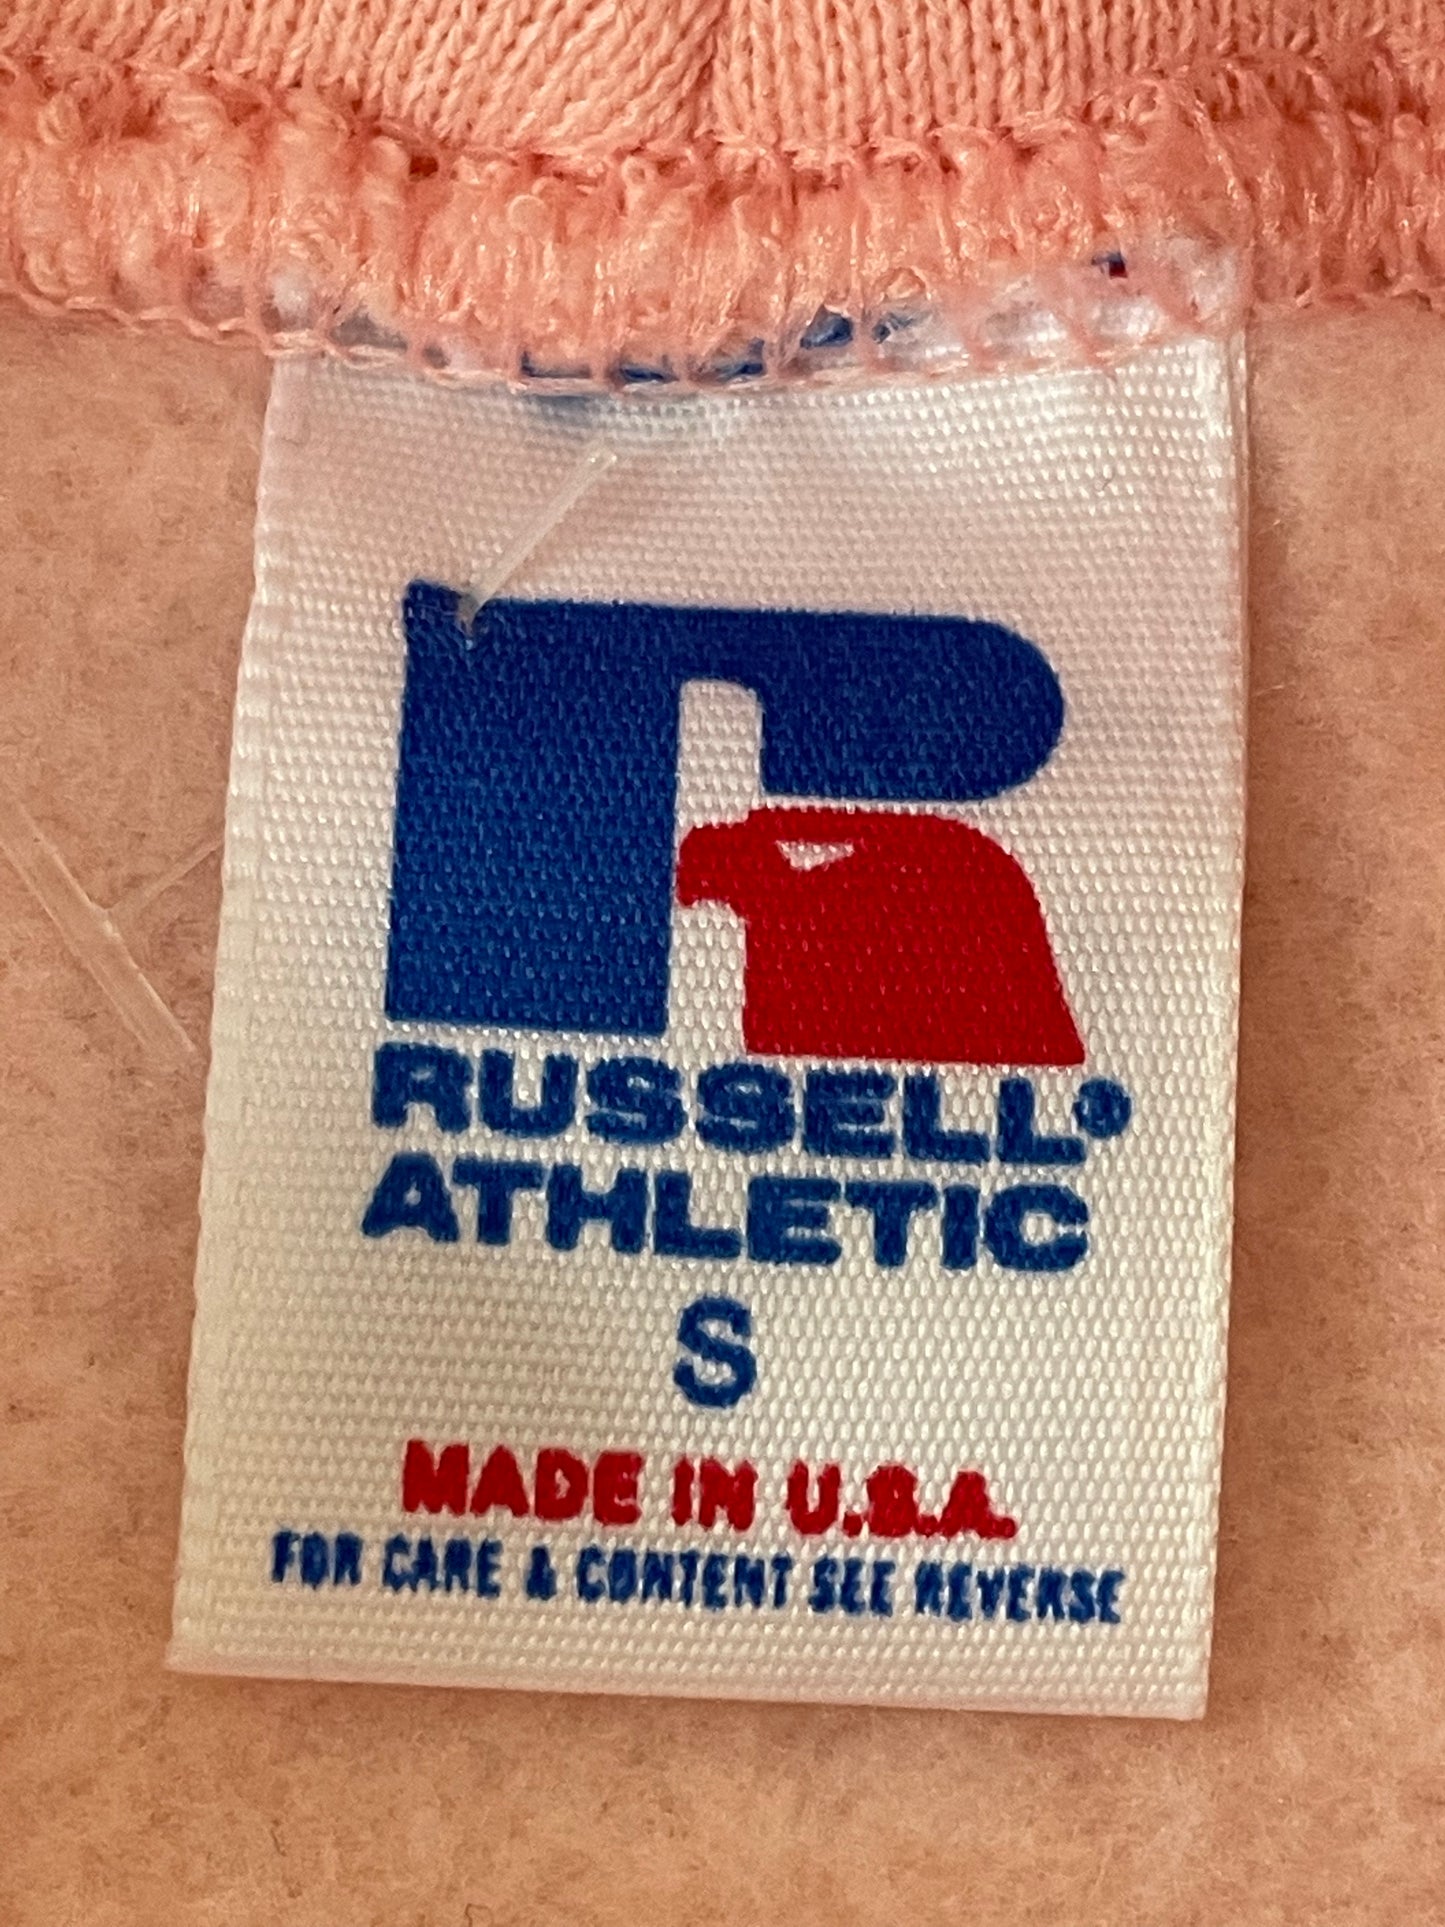 RUSSELL®
ATHLETIC
S
MADE IN U.S.A.
FOR CARE & CONTENT SEE REVERSE